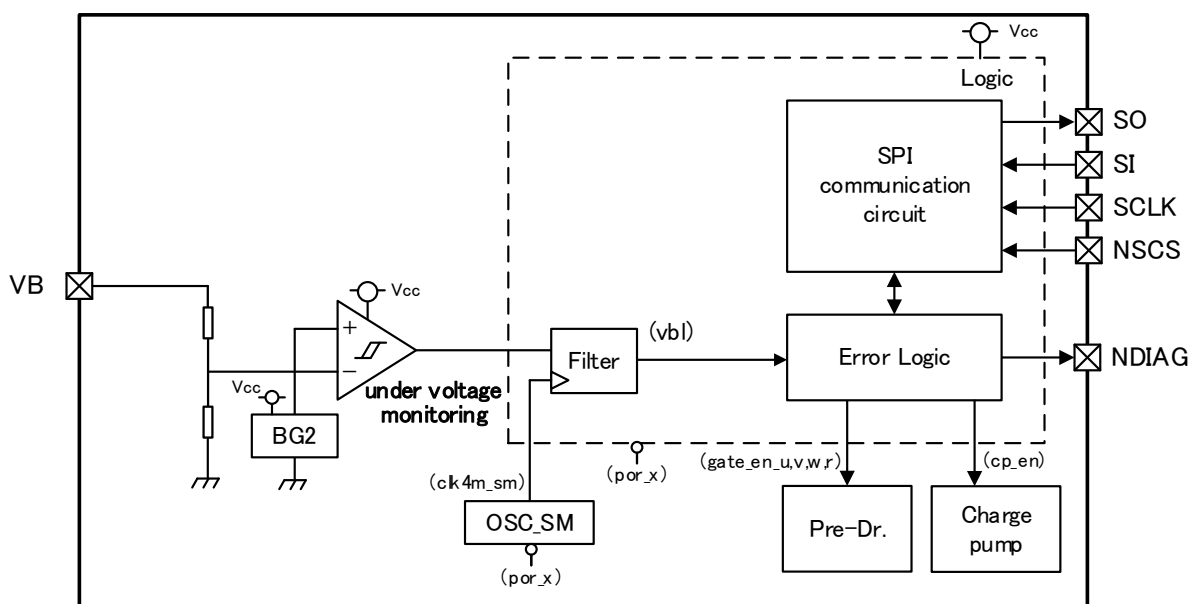 Vcc
Logic
SPI
communication
circuit
SO
SI
SCLK
NSCS
VB
Vcc
+
−
Vcc
BG2
under voltage
monitoring
Filter
(vbl)
Error Logic
NDIAG
(clk4m_sm)
(por_x)
(gate_en_u,v,w,r)
(cp_en)
OSC_SM
(por_x)
Pre-Dr.
Charge
pump